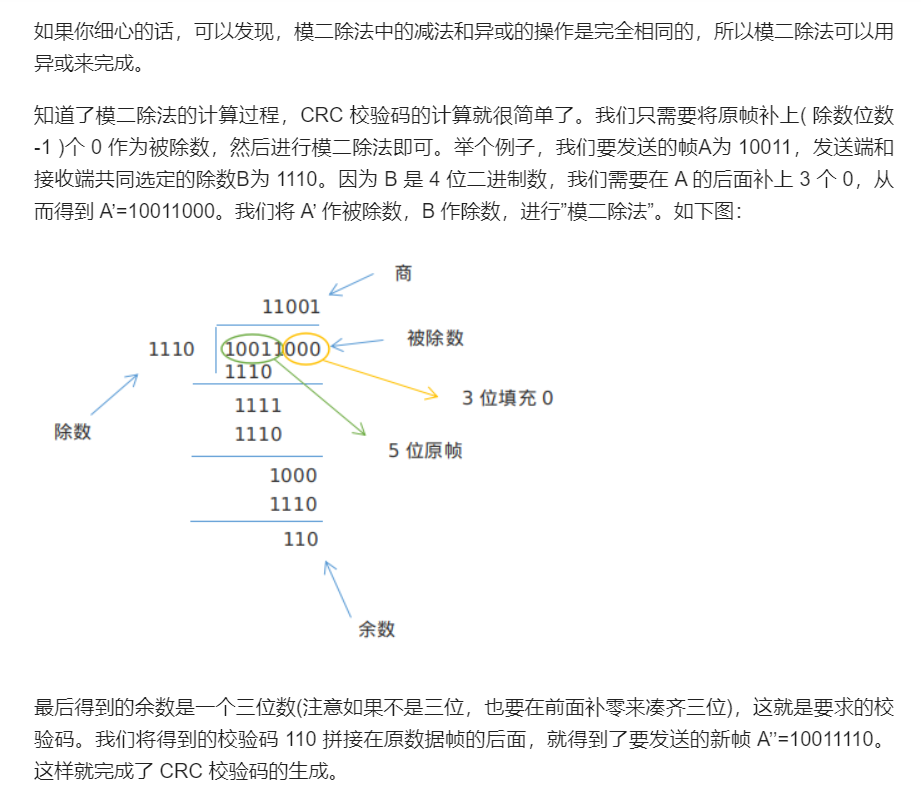 如果你细心的话，可以发现，模二除法中的减法和异或的操作是完全相同的，所以模二除法可以用
异或来完成。
知道了模二除法的计算过程，CRC 校验码的计算就很简单了。我们只需要将原帧补上( 除数位数
-1 )个 0 作为被除数，然后进行模二除法即可。举个例子，我们要发送的帧A为 10011，发送端和
接收端共同选定的除数B为 1110。因为 B 是 4 位二进制数，我们需要在 A 的后面补上 3 个 0，从
而得到 A’=10011000。我们将 A’ 作被除数，B 作除数，进行”模二除法”。如下图：
商
11001
被除数
1110
10011000
1110
3 位填充 0
1111
除数
1110
5 位原帧
1000
1110
110
余数
最后得到的余数是一个三位数(注意如果不是三位，也要在前面补零来凑齐三位)，这就是要求的校
验码。我们将得到的校验码 110 拼接在原数据帧的后面，就得到了要发送的新帧 A’’=10011110。
这样就完成了 CRC 校验码的生成。